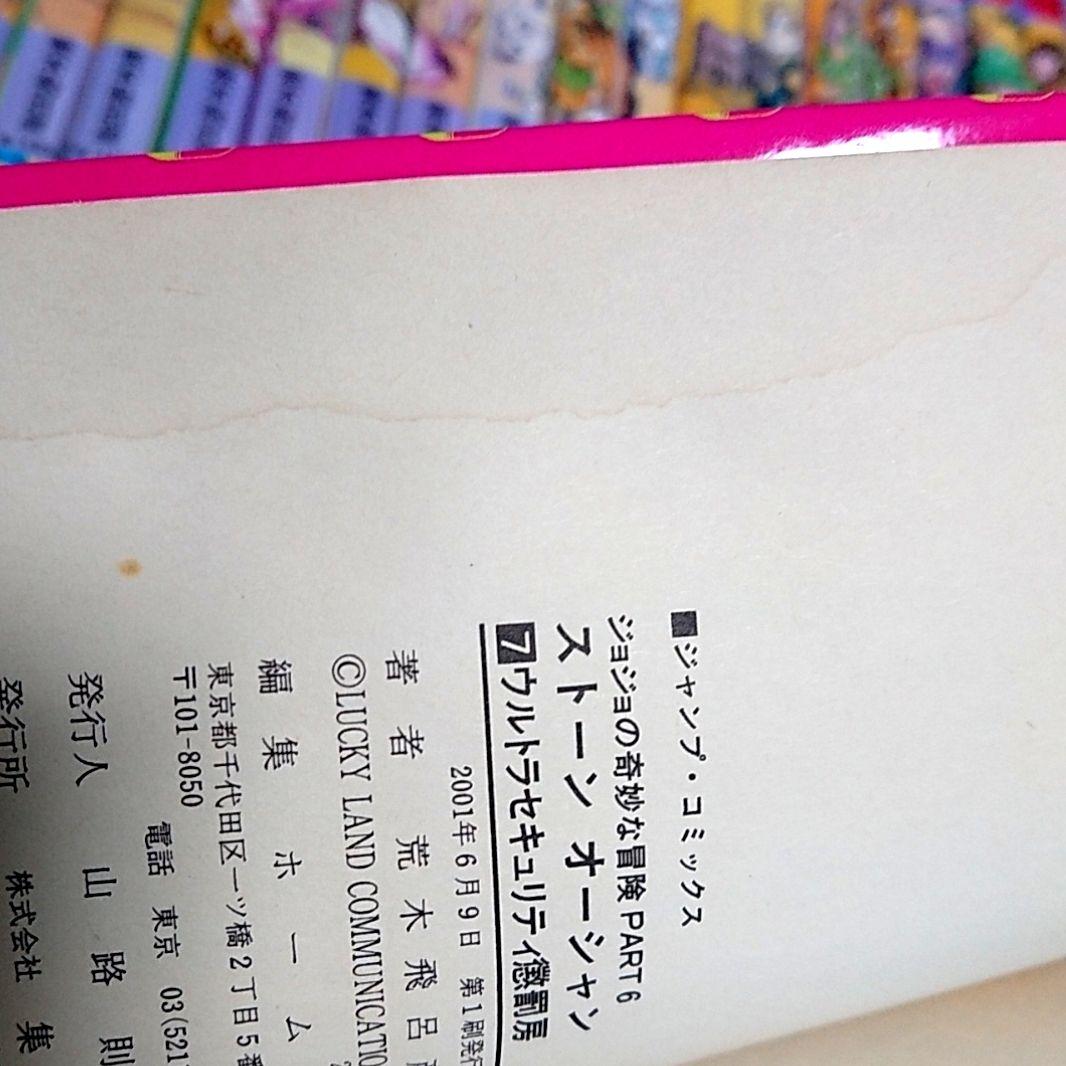 ■ジャンプ・コミックス
ジョジョの奇妙な冒険 PART6
ストーン オーシャン
7 ウルトラセキュリティ懲罰房
2001年6月9日 第1刷発行
著者 荒木飛呂
©LUCKY LAND COMMUNICATIO
編集 ホーム
東京都千代田区一ツ橋2丁目5番
〒101-8050
電話 東京 03(521
発行人 山路則
発行所 株式会社 集